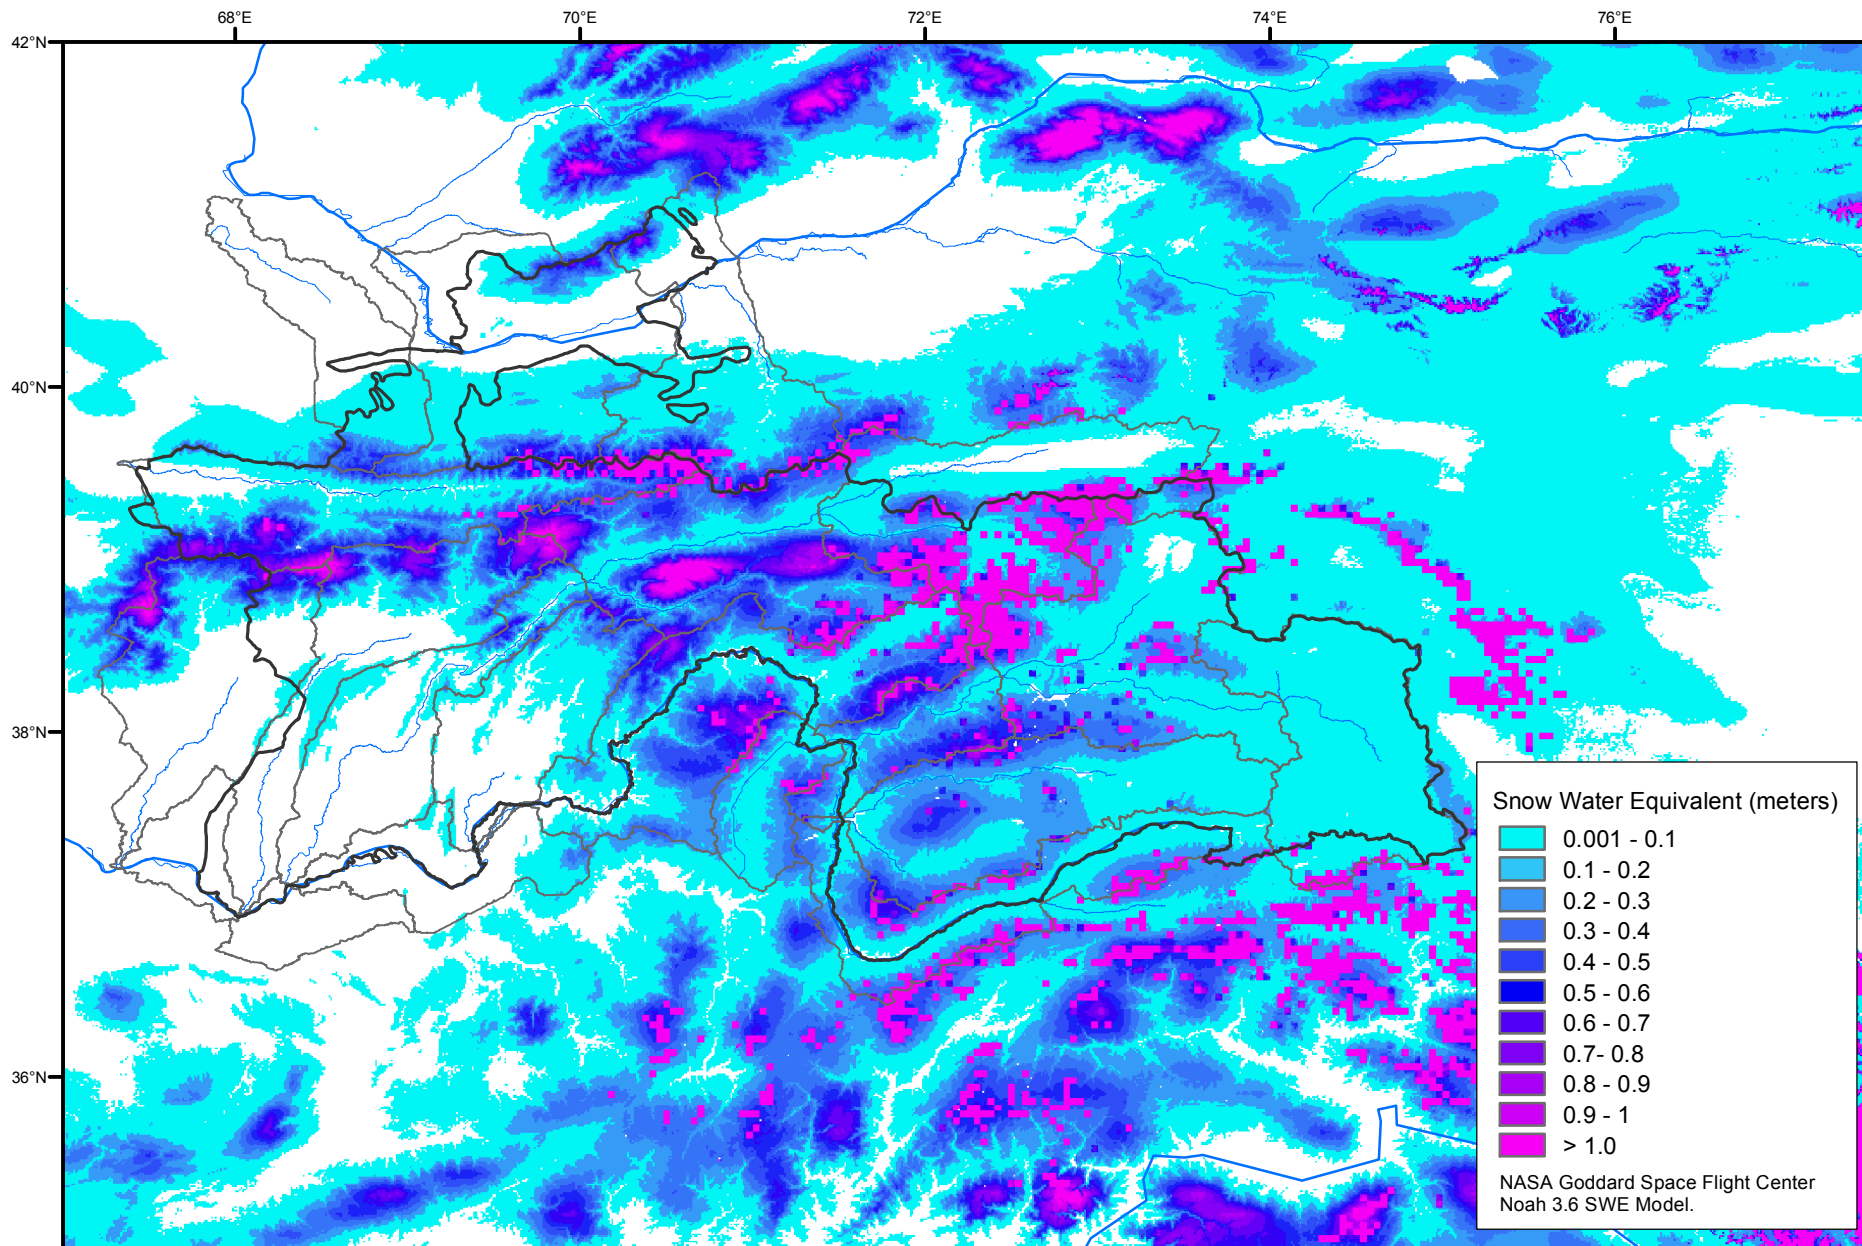 68°E
70°E
72°E
74°E
76°E
42°N
40°N
38°N
36°N
Snow Water Equivalent (meters)
0.001 - 0.1
0.1 - 0.2
0.2 - 0.3
0.3 - 0.4
0.4 - 0.5
0.5 - 0.6
0.6 - 0.7
0.7- 0.8
0.8 - 0.9
0.9 - 1
> 1.0
NASA Goddard Space Flight Center
Noah 3.6 SWE Model.